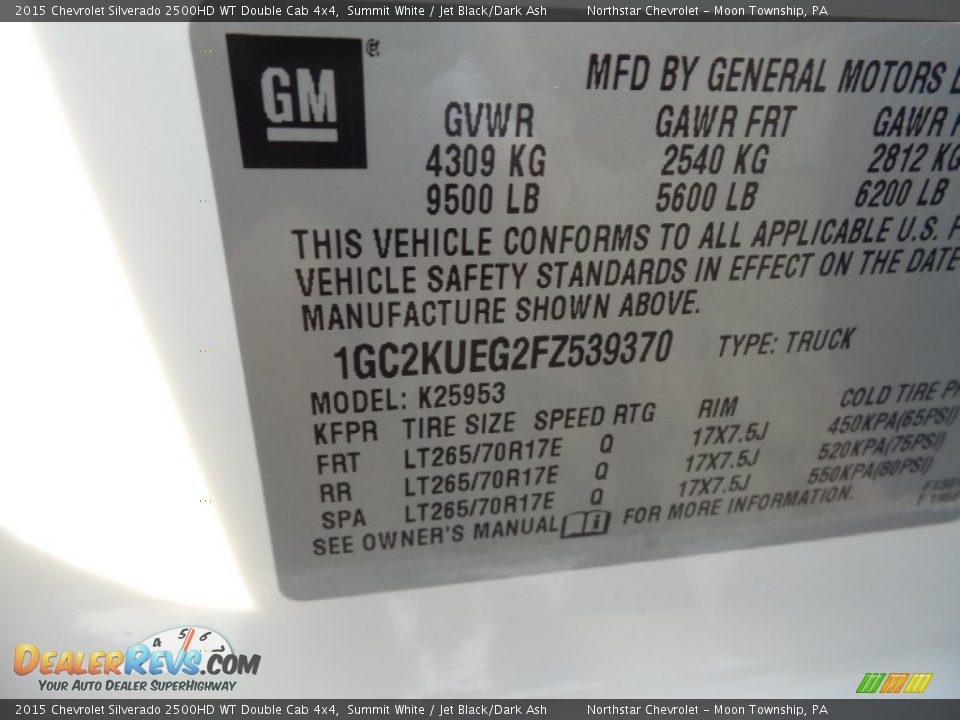 2015 Chevrolet Silverado 2500HD WT Double Cab 4x4, Summit White / Jet Black/Dark Ash Northstar Chevrolet – Moon Township, PA
GM
MFD BY GENERAL MOTORS
GVWR GAWR FRT GAWR
4309 KG 2540 KG 2812 KG
9500 LB 5600 LB 6200 LB
THIS VEHICLE CONFORMS TO ALL APPLICABLE U.S. F
VEHICLE SAFETY STANDARDS IN EFFECT ON THE DATE
MANUFACTURE SHOWN ABOVE.
1GC2KUEG2FZ539370 TYPE: TRUCK
MODEL: K25953
KFPR TIRE SIZE SPEED RTG RIM COLD TIRE
FRT LT265/70R17E Q 17X7.5J 450KPA(65PSI)
RR LT265/70R17E Q 17X7.5J 520KPA(75PSI)
SPA LT265/70R17E Q 17X7.5J 550KPA(80PSI)
SEE OWNER'S MANUAL FOR MORE INFORMATION.
4 5 6 7
DEALERREVS.COM
YOUR AUTO DEALER SUPERHIGHWAY
2015 Chevrolet Silverado 2500HD WT Double Cab 4x4, Summit White / Jet Black/Dark Ash Northstar Chevrolet – Moon Township, PA